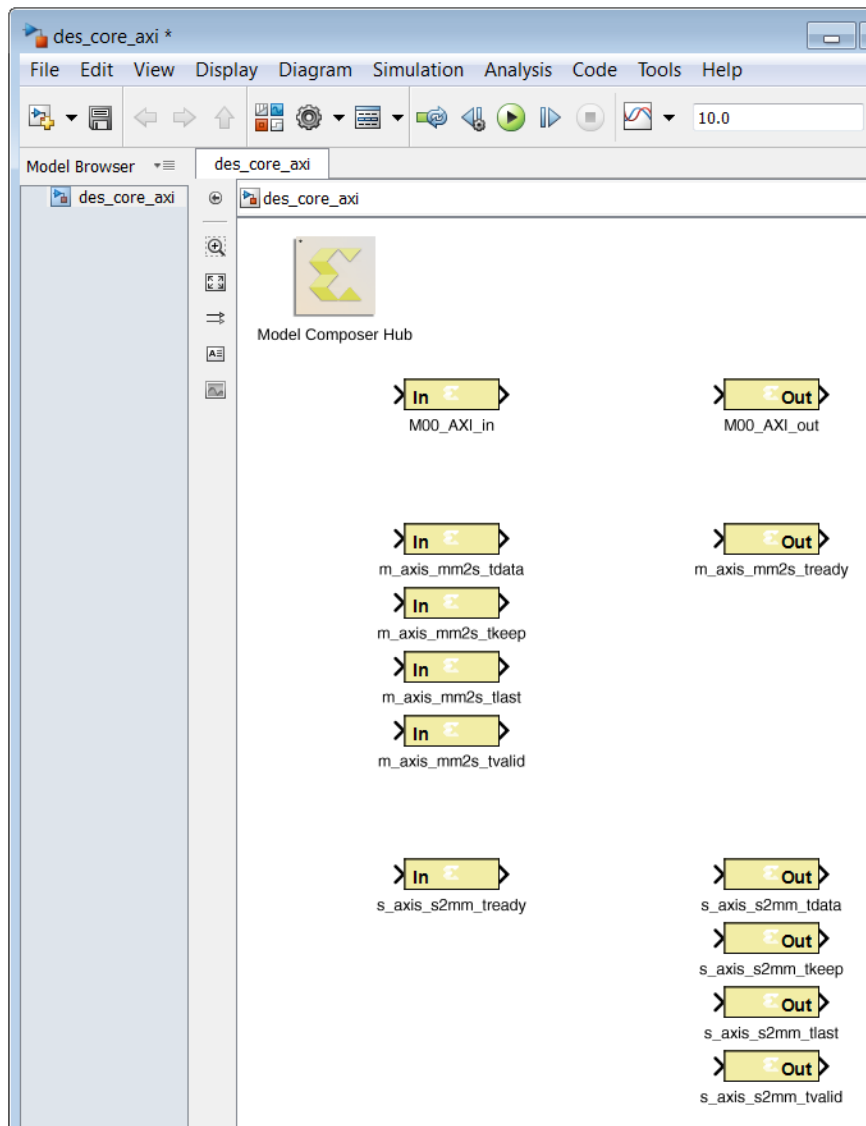 des_core_axi *
File Edit View Display Diagram Simulation Analysis Code Tools Help
10.0
Model Browser
des_core_axi
des_core_axi
des_core_axi
Model Composer Hub
In
Out
M00_AXI_in
M00_AXI_out
In
Out
m_axis_mm2s_tdata
m_axis_mm2s_tready
In
m_axis_mm2s_tkeep
In
m_axis_mm2s_tlast
In
m_axis_mm2s_tvalid
In
Out
s_axis_s2mm_tready
s_axis_s2mm_tdata
Out
s_axis_s2mm_tkeep
Out
s_axis_s2mm_tlast
Out
s_axis_s2mm_tvalid